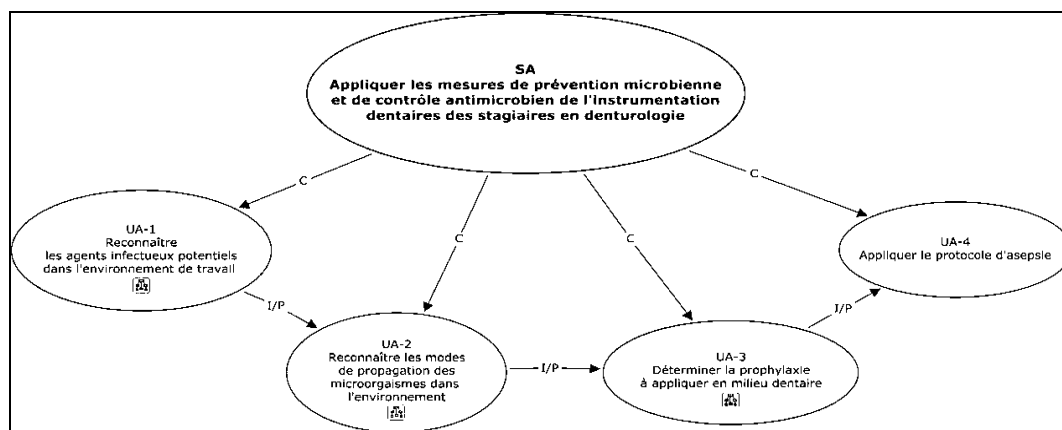 SA
Appliquer les mesures de prévention microbienne
et de contrôle antimicrobien de l'Instrumentation
dentaires des stagiaires en denturologie
C
C
C
C
UA-1
Reconnaître
les agents infectueux potentiels
dans l'environnement de travail
UA-4
Appliquer le protocole d'asepsie
I/P
I/P
UA-2
Reconnaître les modes
de propagation des
microorgaismes dans
l'environnement
I/P
UA-3
Déterminer la prophylaxie
à appliquer en milieu dentaire